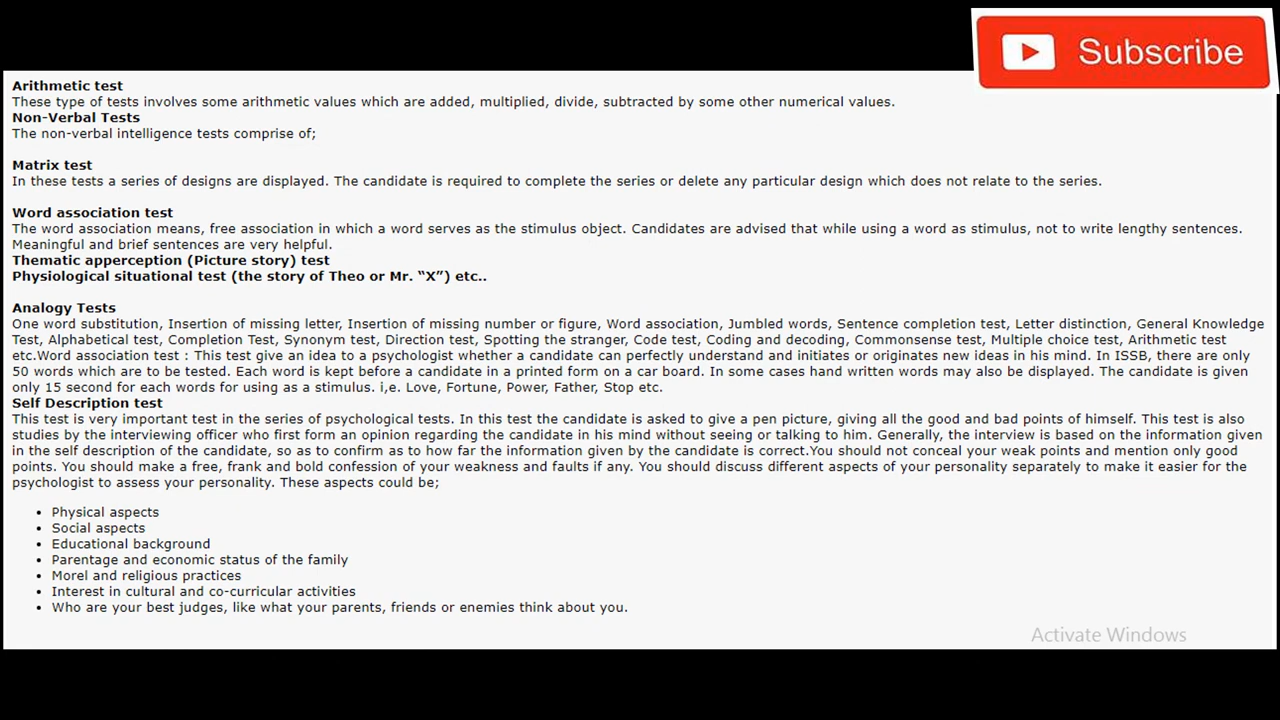 Subscribe
Arithmetic test
These type of tests involves some arithmetic values which are added, multiplied, divide, subtracted by some other numerical values.
Non-Verbal Tests
The non-verbal intelligence tests comprise of;
Matrix test
In these tests a series of designs are displayed. The candidate is required to complete the series or delete any particular design which does not relate to the series.
Word association test
The word association means, free association in which a word serves as the stimulus object. Candidates are advised that while using a word as stimulus, not to write lengthy sentences.
Meaningful and brief sentences are very helpful.
Thematic apperception (Picture story) test
Physiological situational test (the story of Theo or Mr. “X”) etc..
Analogy Tests
One word substitution, Insertion of missing letter, Insertion of missing number or figure, Word association, Jumbled words, Sentence completion test, Letter distinction, General Knowledge
Test, Alphabetical test, Completion Test, Synonym test, Direction test, Spotting the stranger, Code test, Coding and decoding, Commonsense test, Multiple choice test, Arithmetic test
etc.Word association test : This test give an idea to a psychologist whether a candidate can perfectly understand and initiates or originates new ideas in his mind. In ISSB, there are only
50 words which are to be tested. Each word is kept before a candidate in a printed form on a car board. In some cases hand written words may also be displayed. The candidate is given
only 15 second for each words for using as a stimulus. i,e. Love, Fortune, Power, Father, Stop etc.
Self Description test
This test is very important test in the series of psychological tests. In this test the candidate is asked to give a pen picture, giving all the good and bad points of himself. This test is also
studies by the interviewing officer who first form an opinion regarding the candidate in his mind without seeing or talking to him. Generally, the interview is based on the information given
in the self description of the candidate, so as to confirm as to how far the information given by the candidate is correct.You should not conceal your weak points and mention only good
points. You should make a free, frank and bold confession of your weakness and faults if any. You should discuss different aspects of your personality separately to make it easier for the
psychologist to assess your personality. These aspects could be;
• Physical aspects
• Social aspects
• Educational background
• Parentage and economic status of the family
• Morel and religious practices
• Interest in cultural and co-curricular activities
• Who are your best judges, like what your parents, friends or enemies think about you.
Activate Windows